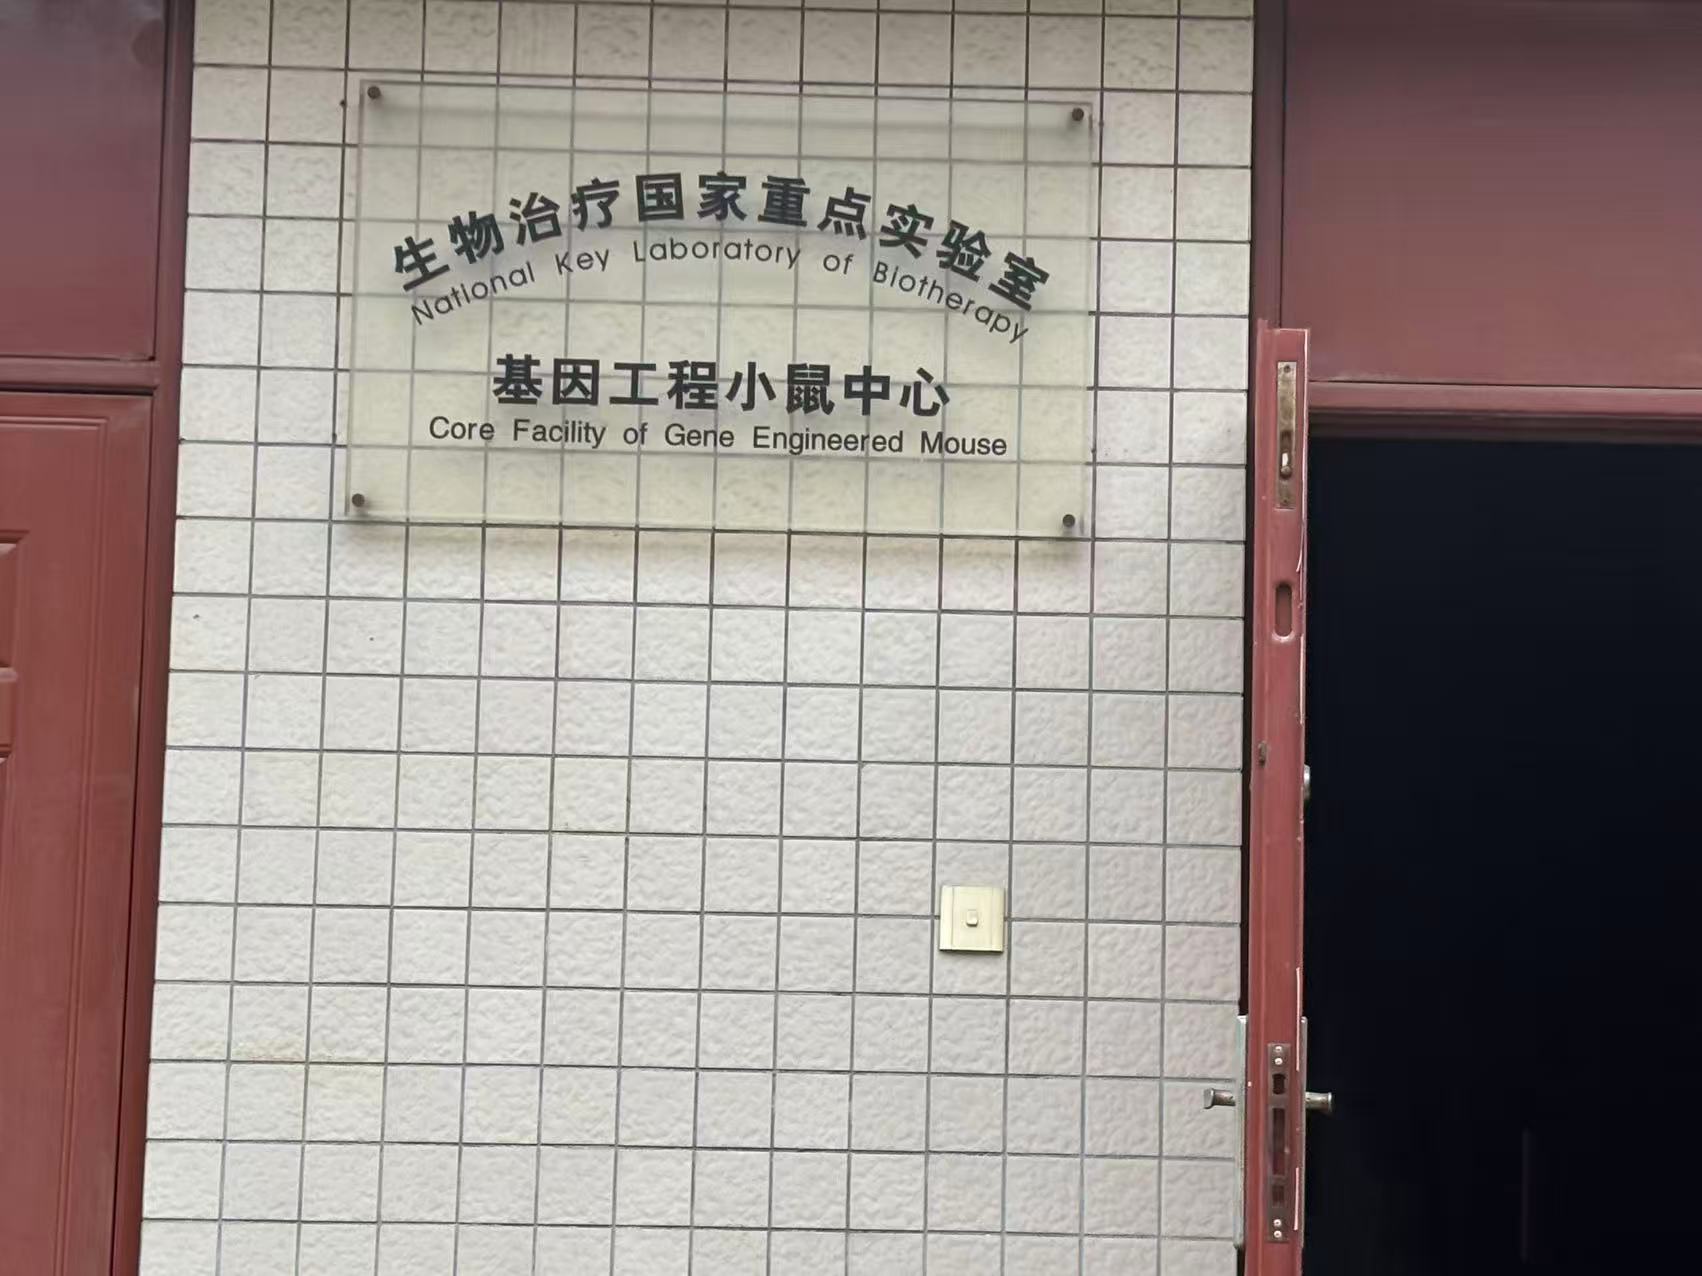 生物治疗国家重点实验室
National Key Laboratory of Biotherapy
基因工程小鼠中心
Core Facility of Gene Engineered Mouse